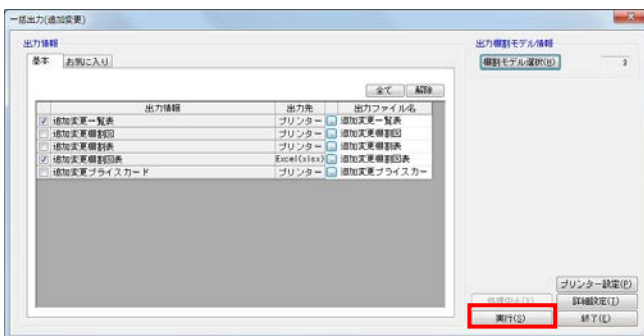 一括出力(追加変更)
出力情報
基本 お気に入り
全て 解除
出力情報 出力先 出力ファイル名
追加変更一覧表 プリンター 追加変更一覧表
追加変更棚割図 プリンター 追加変更棚割図
追加変更棚割表 プリンター 追加変更棚割表
追加変更棚割図表 Excel(xlsx) 追加変更棚割図表
追加変更プライスカード プリンター 追加変更プライスカー
出力棚割モデル情報
棚割モデル選択(H) 3
プリンター設定(P)
処理中止(X) 詳細設定(I)
実行(S) 終了(E)